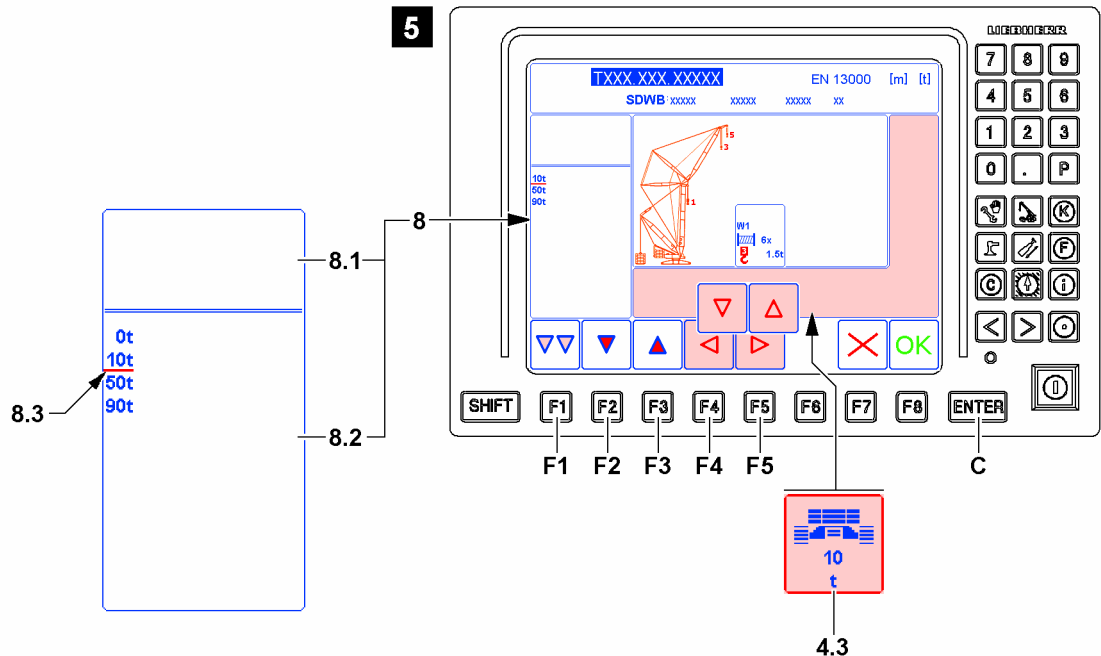 5
LIEBHERR
TXXX XXX. XXXXX EN 13000 [m] [t]
SDWB: xxxxx xxxxx xxxxx xx
5
3
1
10t
50t
90t
W1
6x
3
1.5t
OK
7 8 9
4 5 6
1 2 3
0 . P
K
F
C i
SHIFT F1 F2 F3 F4 F5 F6 F7 F8 ENTER
F1 F2 F3 F4 F5 C
8
8.1
0t
10t
50t
90t
8.3
8.2
10
t
4.3